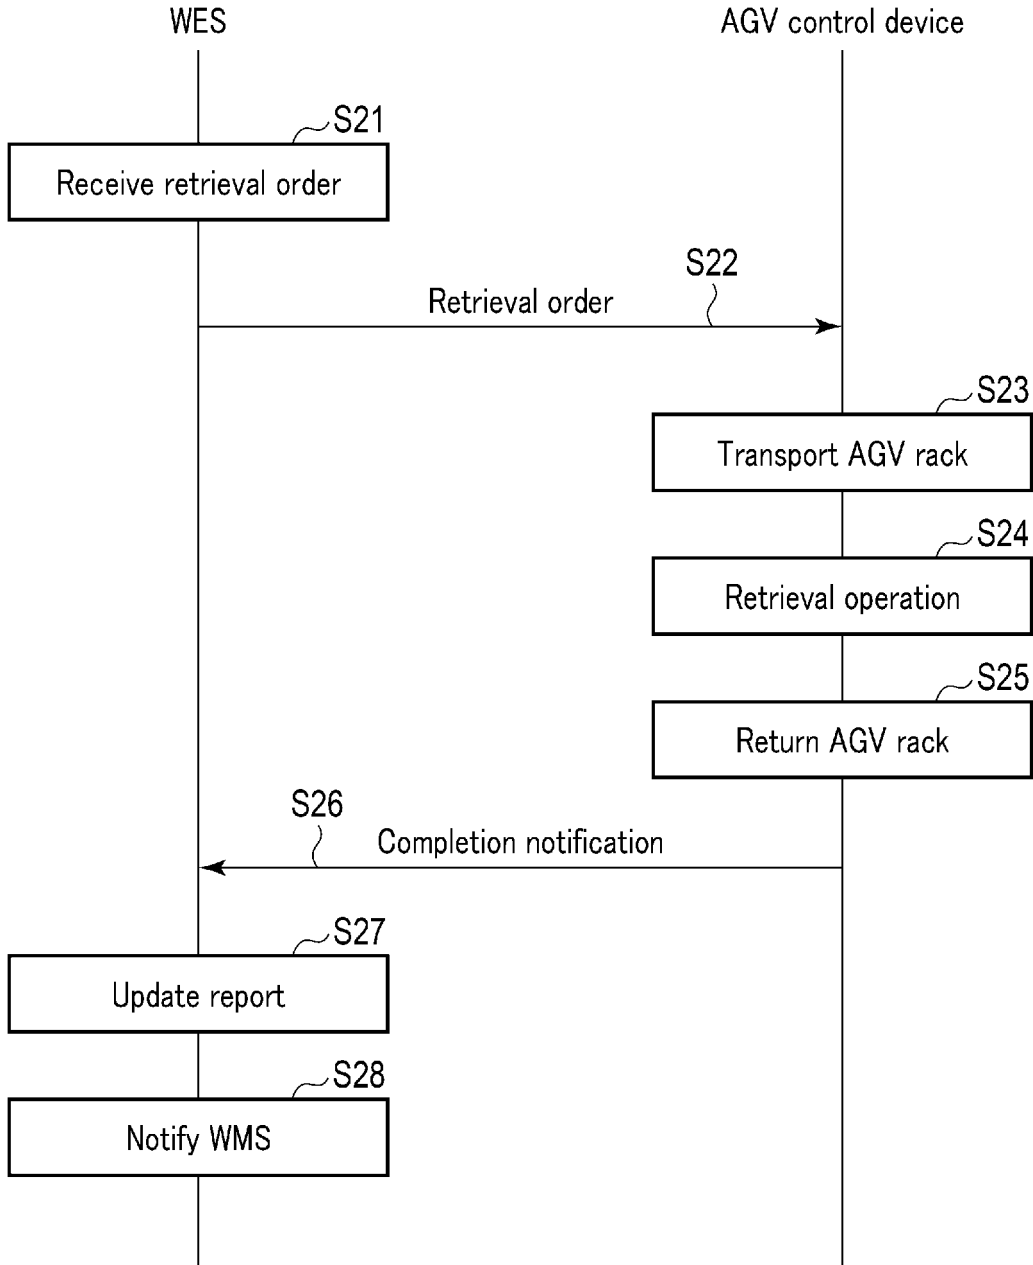 WES
AGV control device
S21
Receive retrieval order
S22
Retrieval order
S23
Transport AGV rack
S24
Retrieval operation
S25
Return AGV rack
S26
Completion notification
S27
Update report
S28
Notify WMS